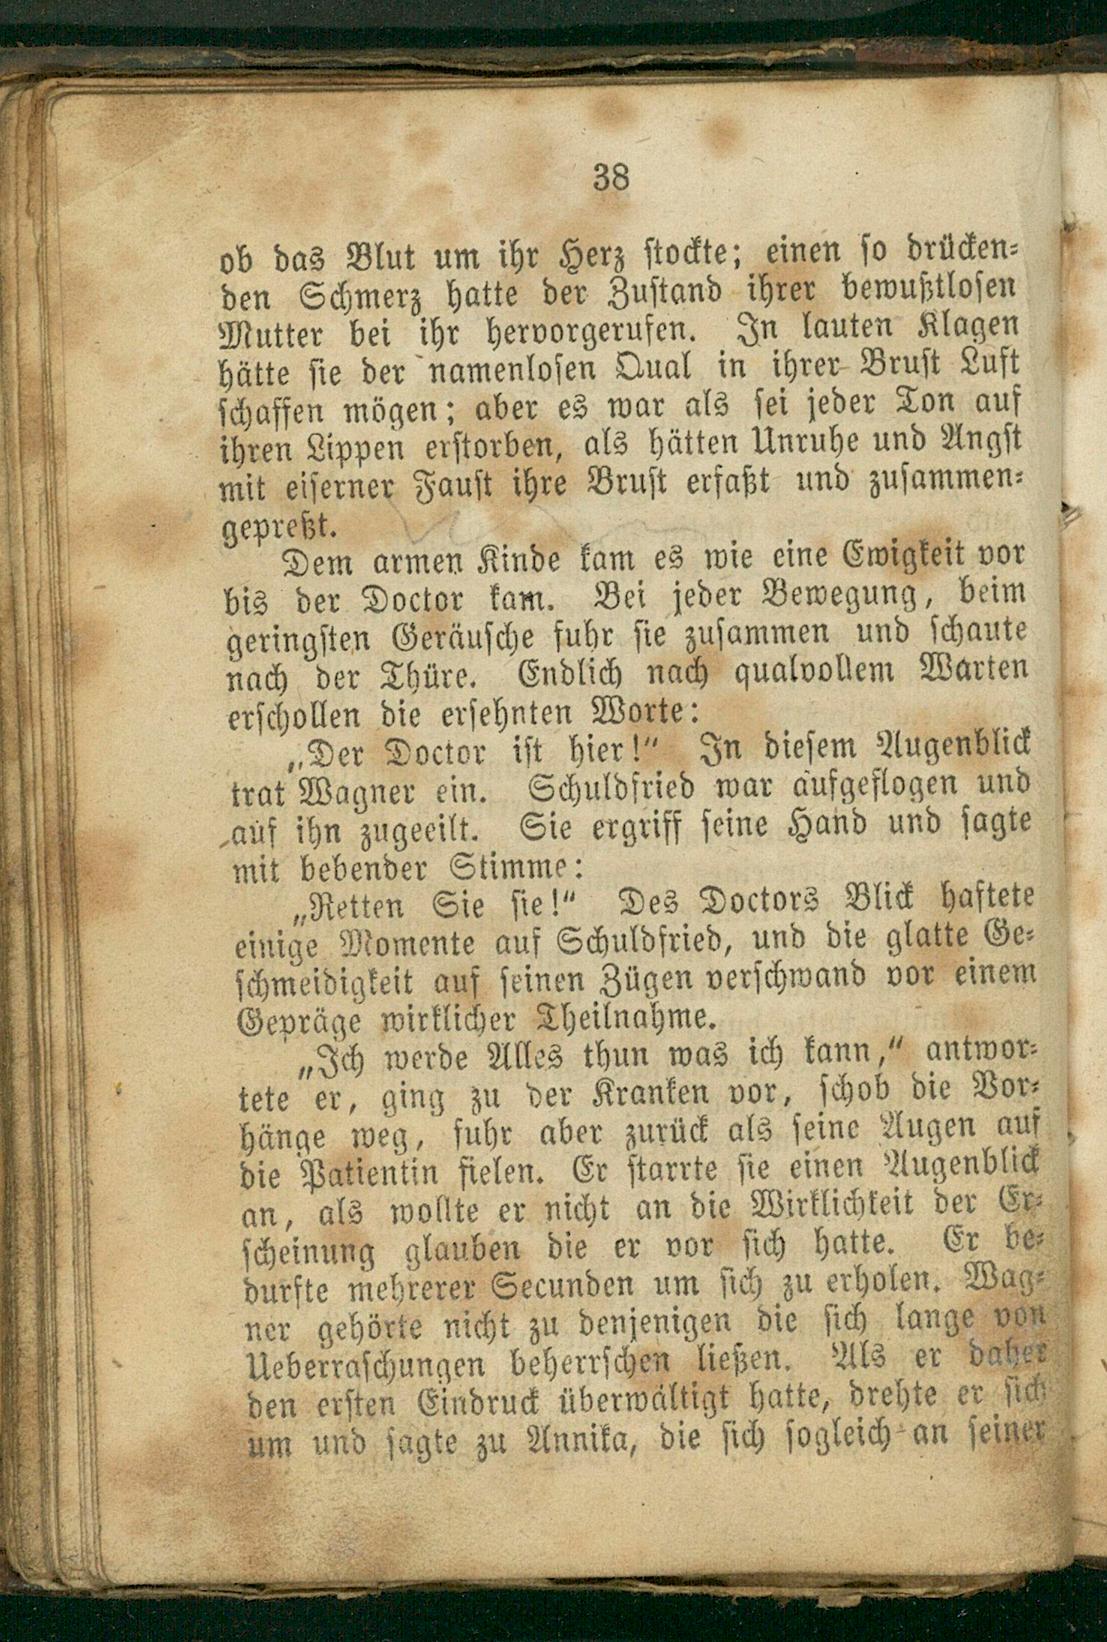 38
ob das Blut um ihr Herz stockte; einen so drücken-
den Schmerz hatte der Zustand ihrer bewußtlosen
Mutter bei ihr hervorgerufen. In lauten Klagen
hätte sie der namenlosen Qual in ihrer Brust Luft
schaffen mögen; aber es war als sei jeder Ton auf
ihren Lippen erstorben, als hätten Unruhe und Angst
mit eiserner Faust ihre Brust erfaßt und zusammen-
gepreßt.
Dem armen Kinde kam es wie eine Ewigkeit vor
bis der Doctor kam. Bei jeder Bewegung, beim
geringsten Geräusche fuhr sie zusammen und schaute
nach der Thüre. Endlich nach qualvollem Warten
erschollen die ersehnten Worte:
„Der Doctor ist hier!“ In diesem Augenblick
trat Wagner ein. Schuldfried war aufgeflogen und
auf ihn zugeeilt. Sie ergriff seine Hand und sagte
mit bebender Stimme:
„Retten Sie sie!“ Des Doctors Blick haftete
einige Momente auf Schuldfried, und die glatte Ge-
schmeidigkeit auf seinen Zügen verschwand vor einem
Gepräge wirklicher Theilnahme.
„Ich werde Alles thun was ich kann,“ antwor-
tete er, ging zu der Kranken vor, schob die Vor-
hänge weg, fuhr aber zurück als seine Augen auf
die Patientin fielen. Er starrte sie einen Augenblick
an, als wollte er nicht an die Wirklichkeit der Er-
scheinung glauben die er vor sich hatte. Er be-
durfte mehrerer Secunden um sich zu erholen. Wag-
ner gehörte nicht zu denjenigen die sich lange von
Ueberraschungen beherrschen ließen. Als er daher
den ersten Eindruck überwältigt hatte, drehte er sich
um und sagte zu Annika, die sich sogleich an seiner